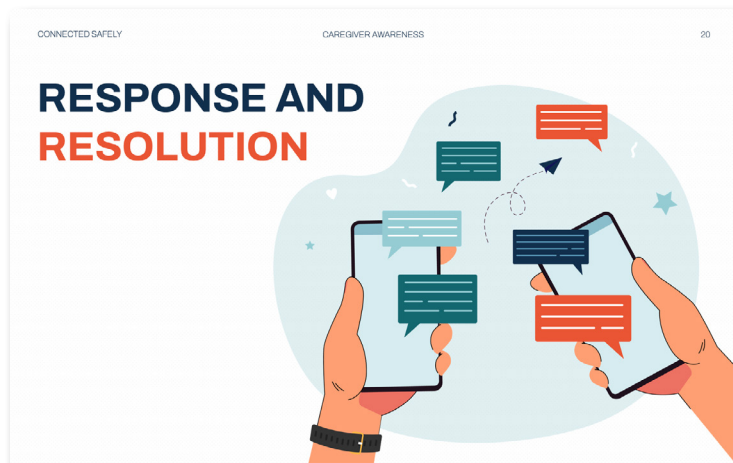 CONNECTED SAFELY
CAREGIVER AWARENESS
20
RESPONSE AND
RESOLUTION